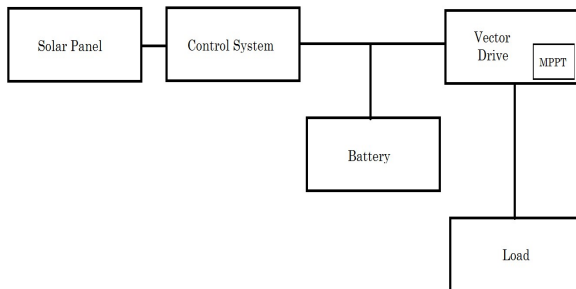 Solar Panel
Control System
Vector
Drive
MPPT
Battery
Load